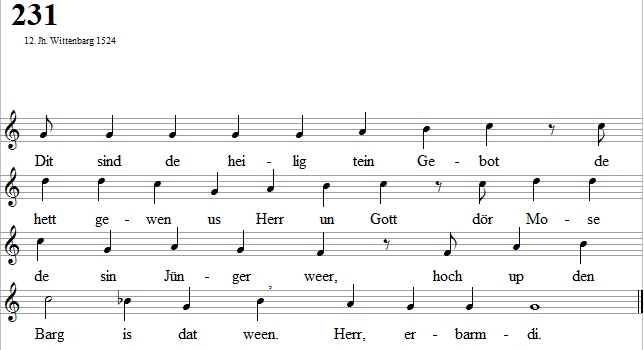 231
12. Jh. Wittenbarg 1524
Dit sind de hei - lig tein Ge - bot de
hett ge - wen us Herr un Gott dör Mo - se
de sin Jün - ger weer, hoch up den
Barg is dat ween. Herr, er - barm - di.